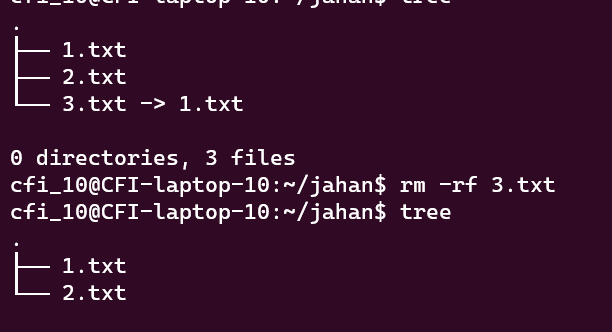 cfi_10@CFI-laptop-10:~/jahan$ tree
.
├── 1.txt
├── 2.txt
└── 3.txt -> 1.txt
0 directories, 3 files
cfi_10@CFI-laptop-10:~/jahan$ rm -rf 3.txt
cfi_10@CFI-laptop-10:~/jahan$ tree
.
├── 1.txt
└── 2.txt